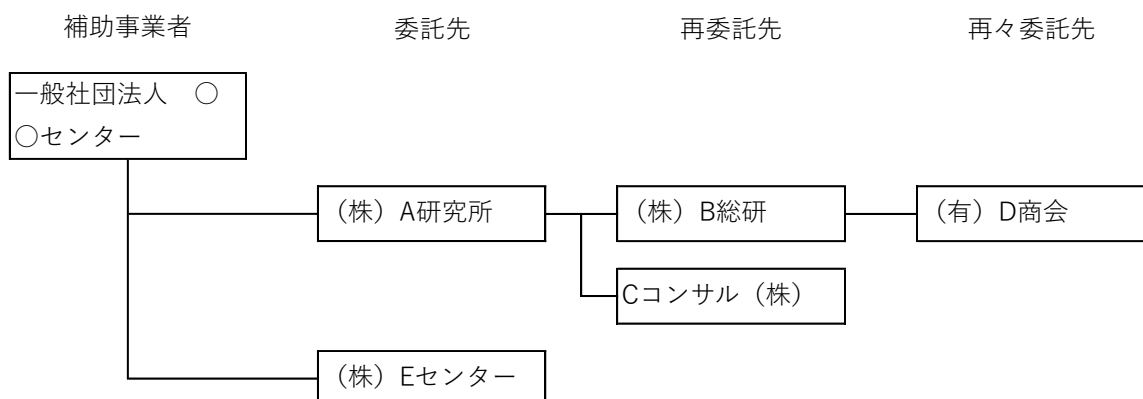 補助事業者 委託先 再委託先 再々委託先
一般社団法人　○
○センター
（株）A研究所 （株）B総研 （有）D商会
Cコンサル（株）
（株）Eセンター